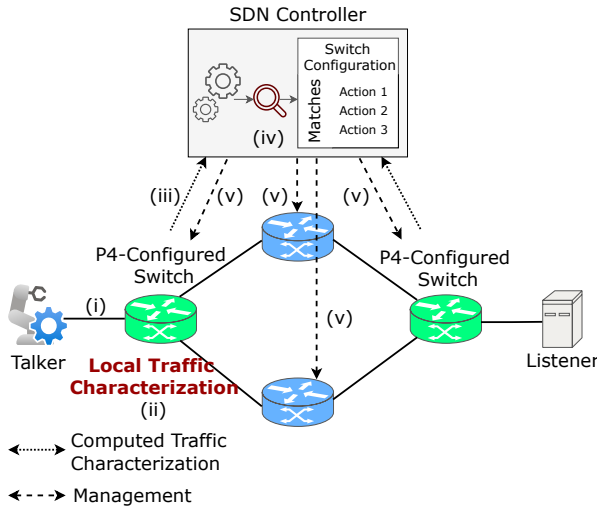 SDN Controller
Switch
Configuration
Matches
Action 1
Action 2
Action 3
(iv)
(iii)
(v)
(v)
(v)
P4-Configured
Switch
P4-Configured
Switch
(i)
(v)
Talker
Listener
Local Traffic
Characterization
(ii)
Computed Traffic
Characterization
Management